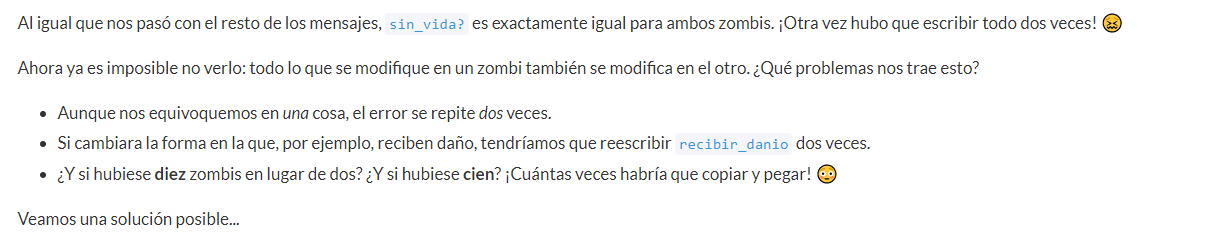 Al igual que nos pasó con el resto de los mensajes, sin_vida? es exactamente igual para ambos zombis. ¡Otra vez hubo que escribir todo dos veces! 😖
Ahora ya es imposible no verlo: todo lo que se modifique en un zombi también se modifica en el otro. ¿Qué problemas nos trae esto?
• Aunque nos equivoquemos en una cosa, el error se repite dos veces.
• Si cambiara la forma en la que, por ejemplo, reciben daño, tendríamos que reescribir recibir_danio dos veces.
• ¿Y si hubiese diez zombis en lugar de dos? ¿Y si hubiese cien? ¡Cuántas veces habría que copiar y pegar! 😳
Veamos una solución posible...